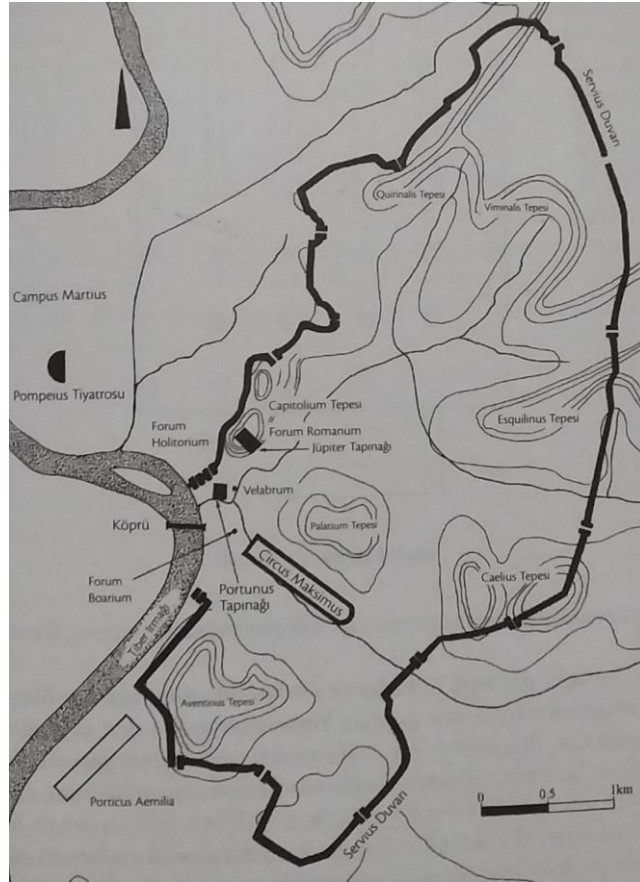 Servius Duvarı
Quirinalis Tepesi
Viminalis Tepesi
Campus Martius
Pompeius Tiyatrosu
Capitolium Tepesi
Forum
Holitorium
Forum Romanum
Jüpiter Tapınağı
Esquilinus Tepesi
Velabrum
Köprü
Palatium Tepesi
Circus Maksimus
Forum
Boarium
Portunus
Tapınağı
Caelius Tepesi
Tiber Irmağı
Aventinus Tepesi
Porticus Aemilia
Servius Duvarı
0 0,5 1km